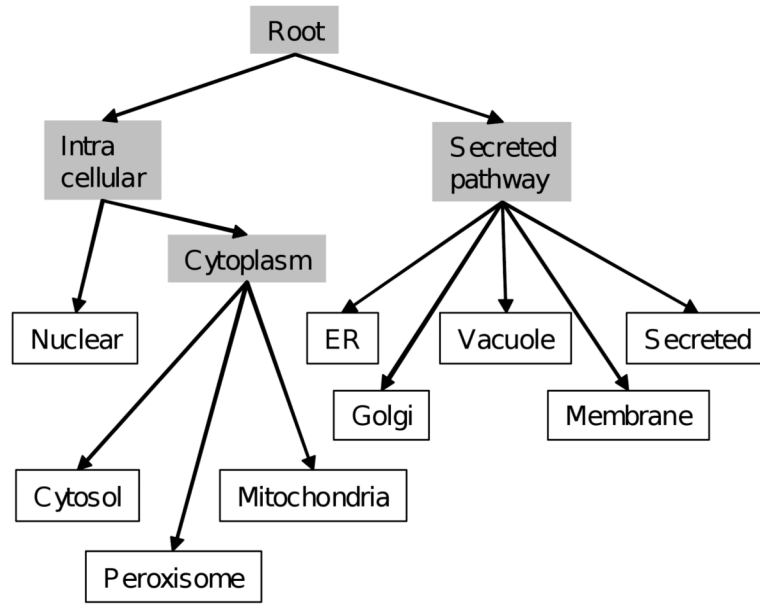 Root
Intra
cellular
Secreted
pathway
Cytoplasm
Nuclear
ER
Vacuole
Secreted
Golgi
Membrane
Cytosol
Mitochondria
Peroxisome